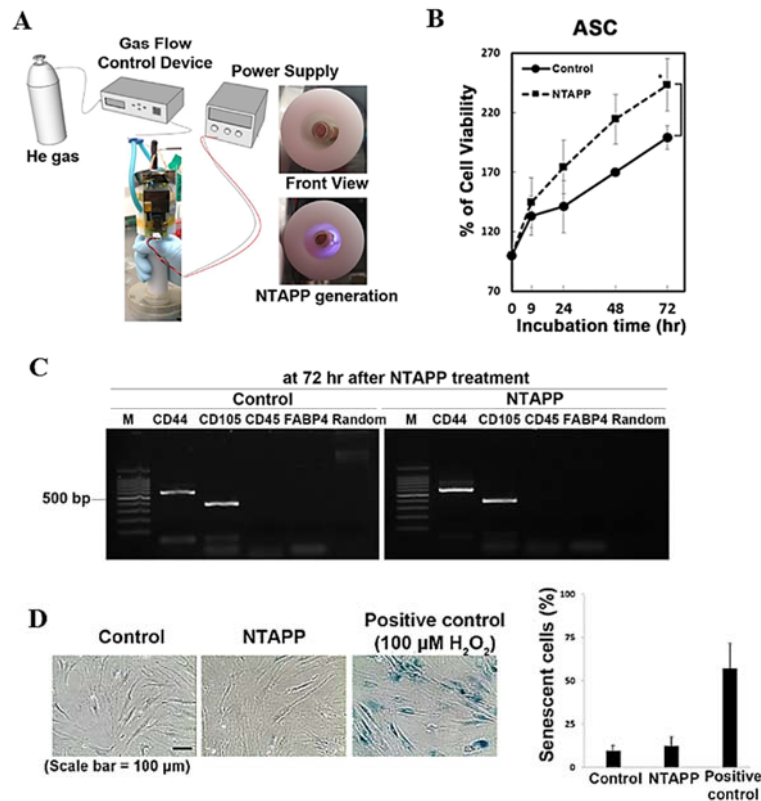 A
Gas Flow
Control Device
Power Supply
He gas
Front View
NTAPP generation
B
ASC
Control
NTAPP
% of Cell Viability
270
220
170
120
70
*
0 9 24 48 72
Incubation time (hr)
C
at 72 hr after NTAPP treatment
Control NTAPP
M CD44 CD105 CD45 FABP4 Random M CD44 CD105 CD45 FABP4 Random
500 bp
D
Control
NTAPP
Positive control
(100 µM H₂O₂)
(Scale bar = 100 µm)
Senescent cells (%)
100
75
50
25
0
Control NTAPP Positive
control